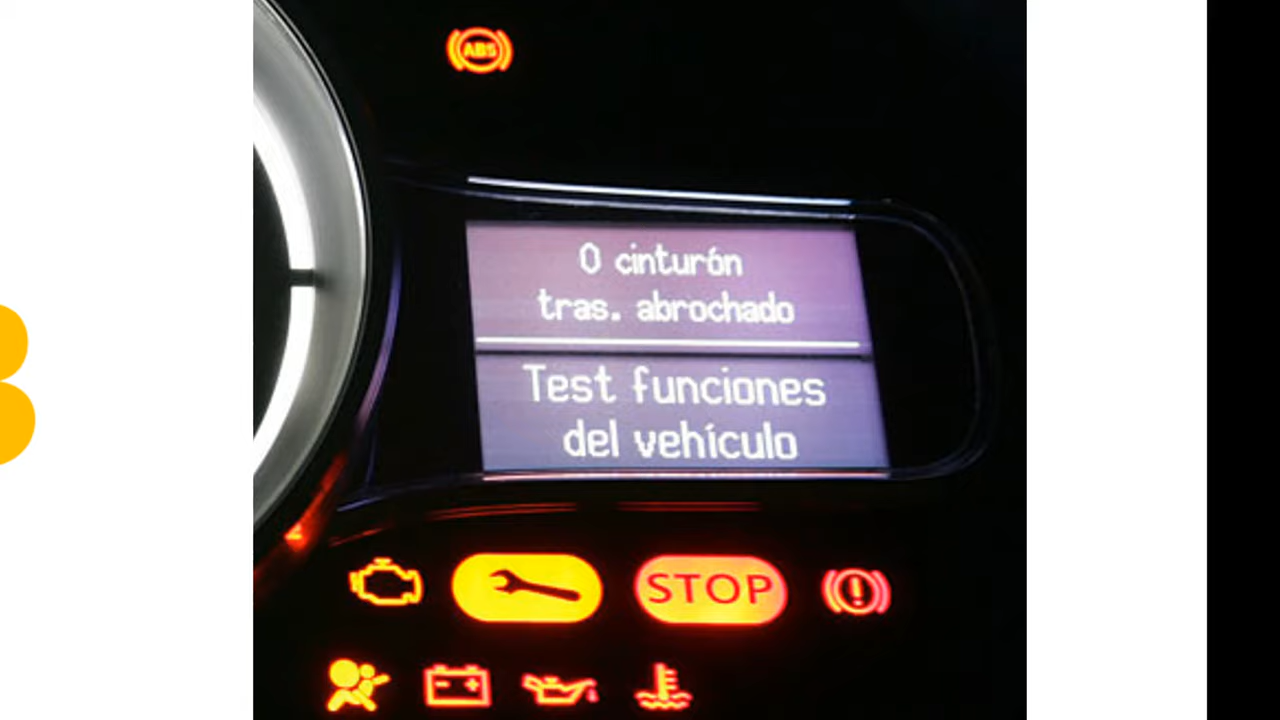 ABS
0 cinturón
tras. abrochado
Test funciones
del vehículo
STOP